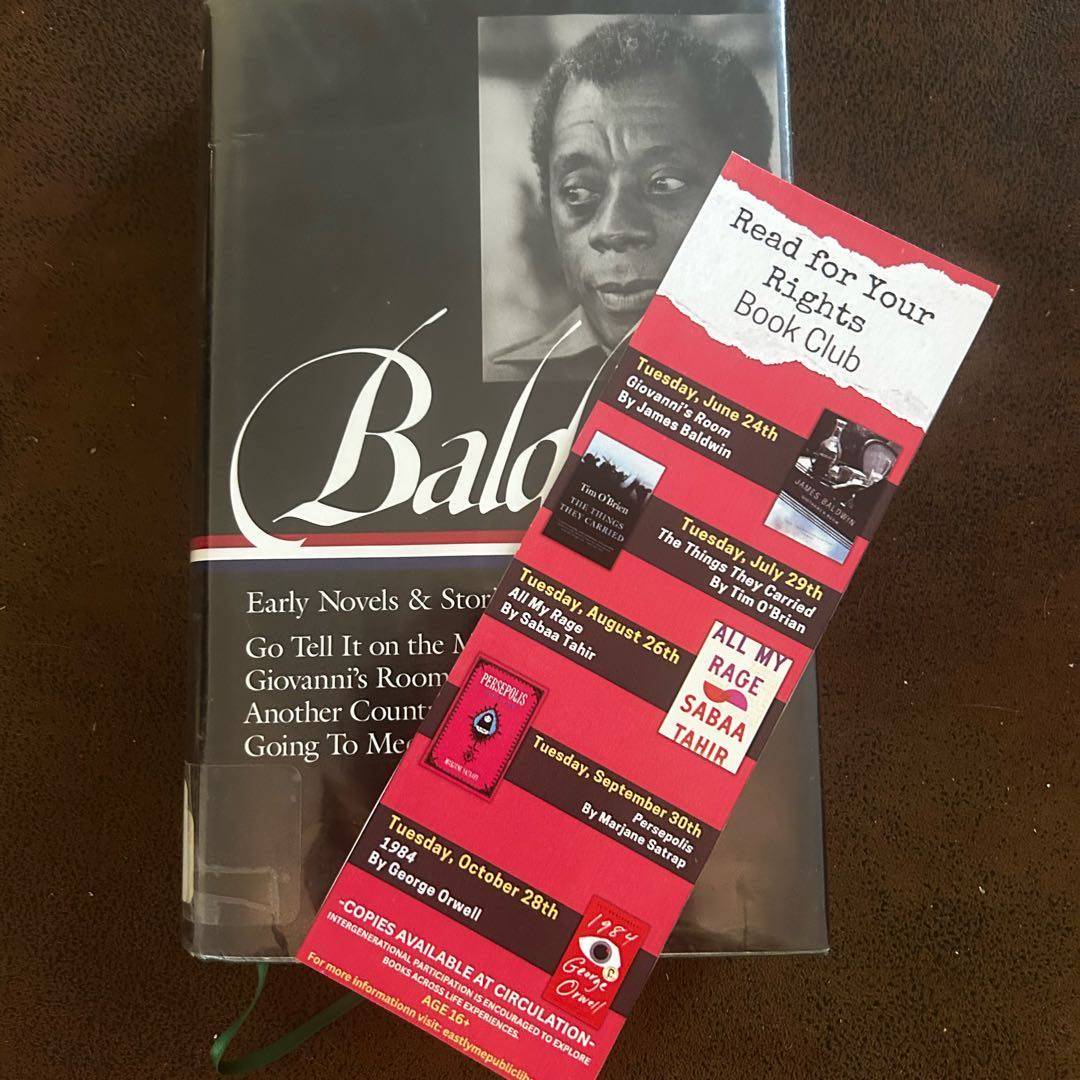 Bald
Early Novels & Stori
Go Tell It on the M
Giovanni's Room
Another Count
Going To Mee
Read for Your
Rights
Book Club
Tuesday, June 24th
Giovanni's Room
By James Baldwin
JAMES BALDWIN
Tim O'Brien
THE THINGS
THEY CARRIED
Tuesday, July 29th
The Things They Carried
By Tim O'Brian
Tuesday, August 26th
All My Rage
By Sabaa Tahir
ALL MY
RAGE
SABAA
TAHIR
PERSEPOLIS
Tuesday, September 30th
Persepolis
By Marjane Satrap
Tuesday, October 28th
1984
By George Orwell
1984
George
Orwell
-COPIES AVAILABLE AT CIRCULATION-
INTERGENERATIONAL PARTICIPATION IS ENCOURAGED TO EXPLORE
BOOKS ACROSS LIFE EXPERIENCES.
AGE 16+
For more informationn visit: eastlymepubliclib